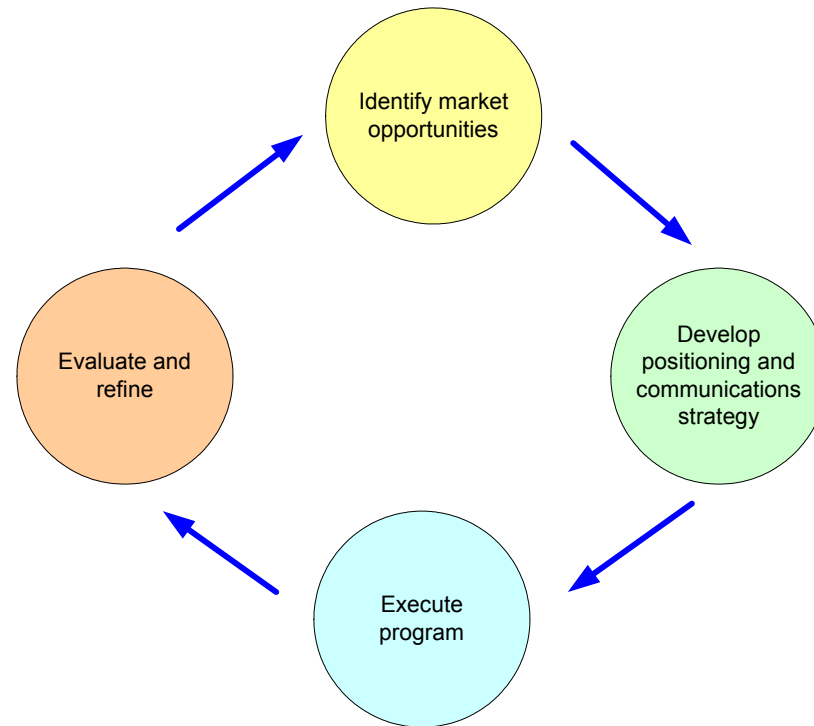 Identify market
opportunities
Develop
positioning and
communications
strategy
Execute
program
Evaluate and
refine